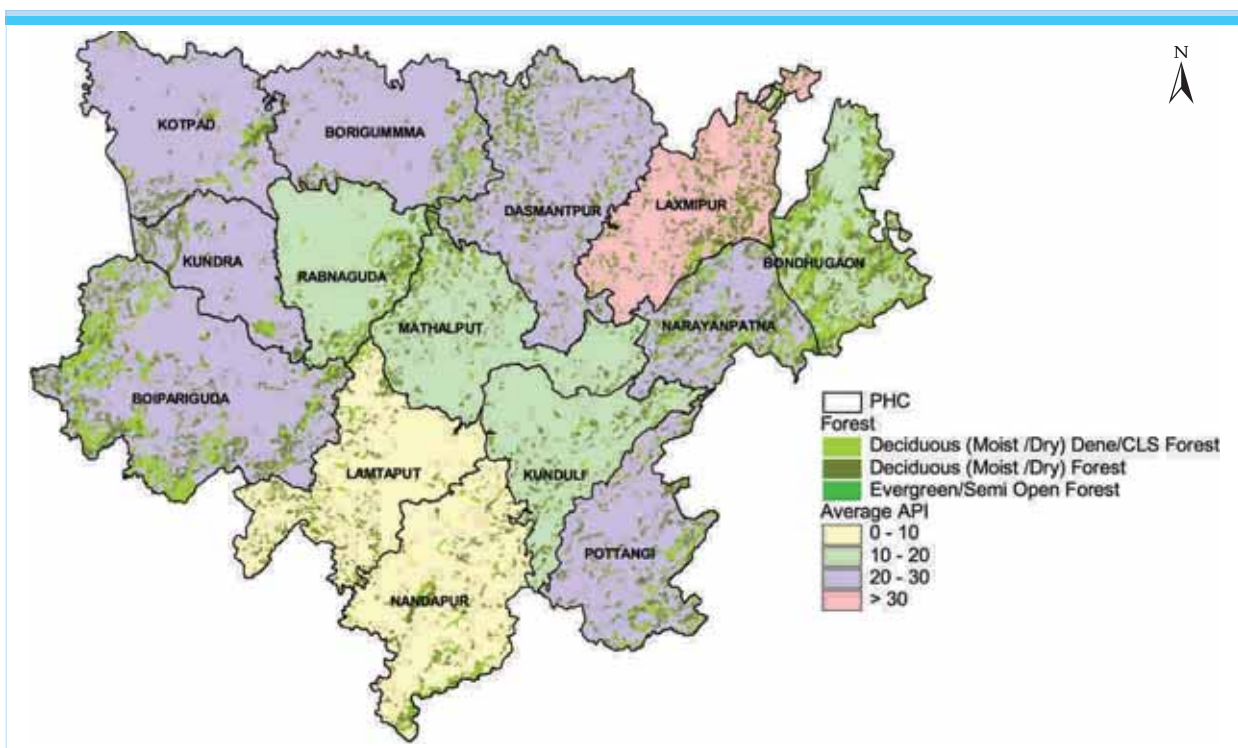 N
KOTPAD
BORIGUMMMA
DASMANTPUR
LAXMIPUR
KUNDRA
RABNAGUDA
BONDHUGAON
MATHALPUT
NARAYANPATNA
BOIPARIGUDA
LAMTAPUT
KUNDULI
POTTANGI
NANDAPUR
PHC
Forest
Deciduous (Moist /Dry) Dene/CLS Forest
Deciduous (Moist /Dry) Forest
Evergreen/Semi Open Forest
Average API
0 - 10
10 - 20
20 - 30
> 30